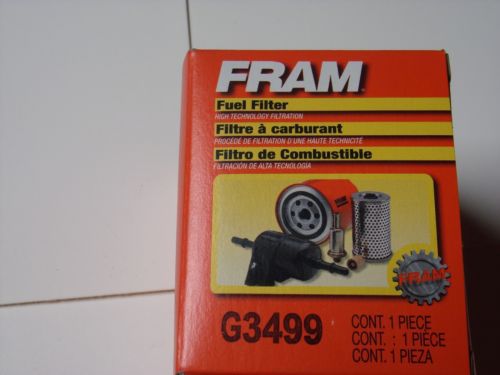 FRAM
Fuel Filter
HIGH TECHNOLOGY FILTRATION
Filtre à carburant
PROCÉDÉ DE FILTRATION D'UNE HAUTE TECHNICITÉ
Filtro de Combustible
FILTRACIÓN DE ALTA TECNOLOGIA
FRAM
G3499
CONT. 1 PIECE
CONT. : 1 PIÈCE
CONT. 1 PIEZA